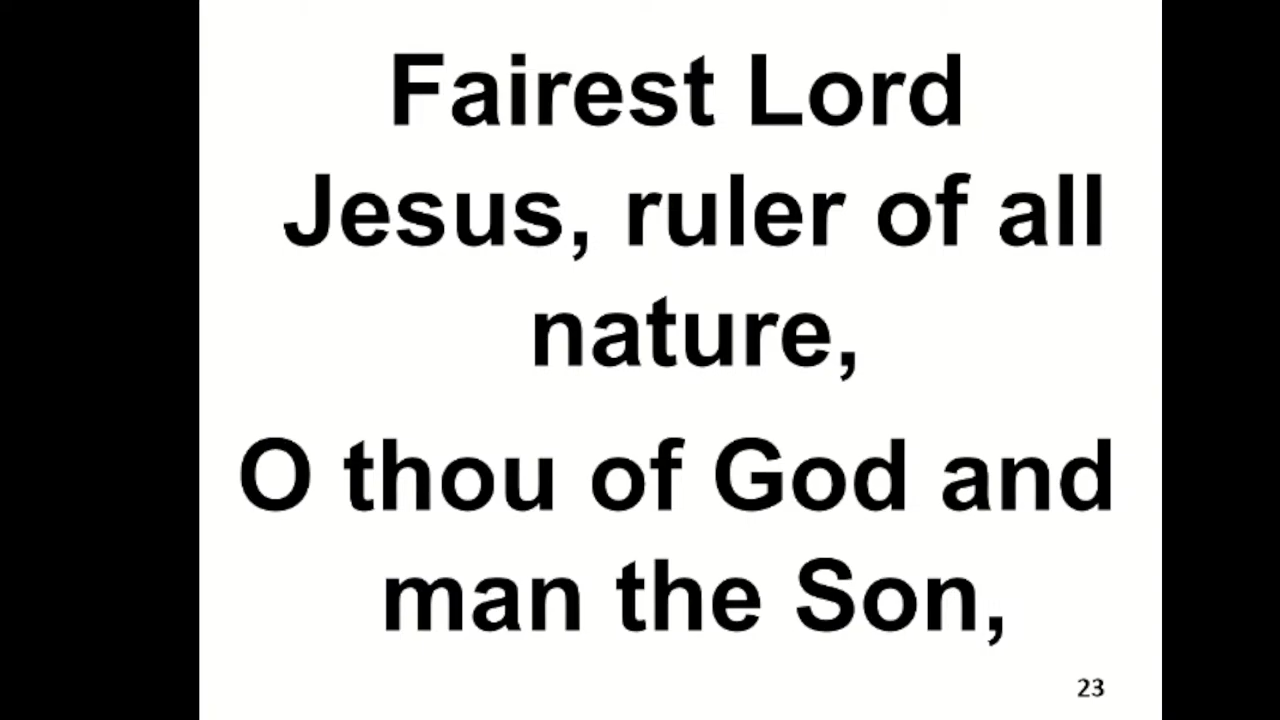 Fairest Lord
Jesus, ruler of all
nature,
O thou of God and
man the Son,
23